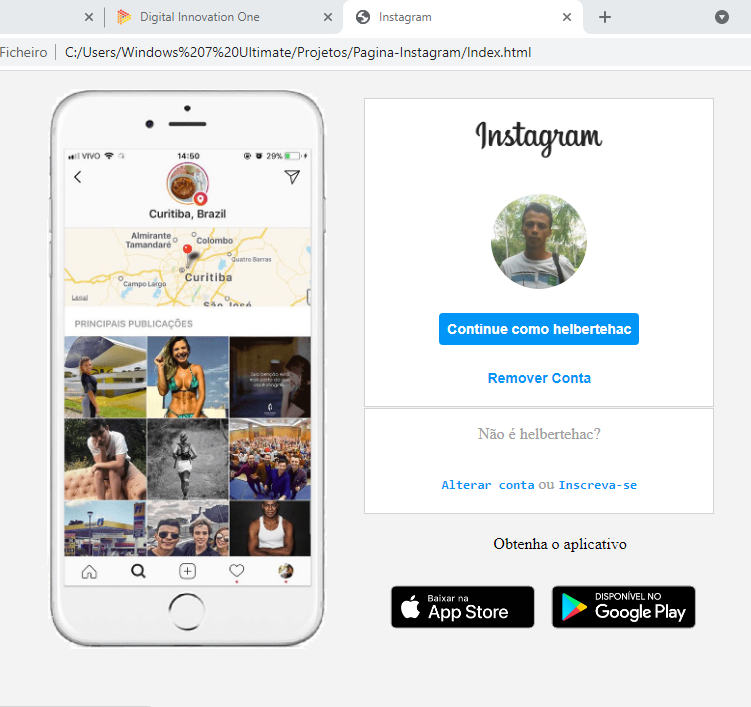 Digital Innovation One
Instagram
Ficheiro
C:/Users/Windows%207%20Ultimate/Projetos/Pagina-Instagram/Index.html
VIVO
14:50
29%
Curitiba, Brazil
Almirante
Tamandaré
Colombo
Quatro Barras
Curitiba
Campo Largo
Legal
São José
PRINCIPAIS PUBLICAÇÕES
Instagram
Continue como helbertehac
Remover Conta
Não é helbertehac?
Alterar conta ou Inscreva-se
Obtenha o aplicativo
Baixar na
App Store
DISPONÍVEL NO
Google Play